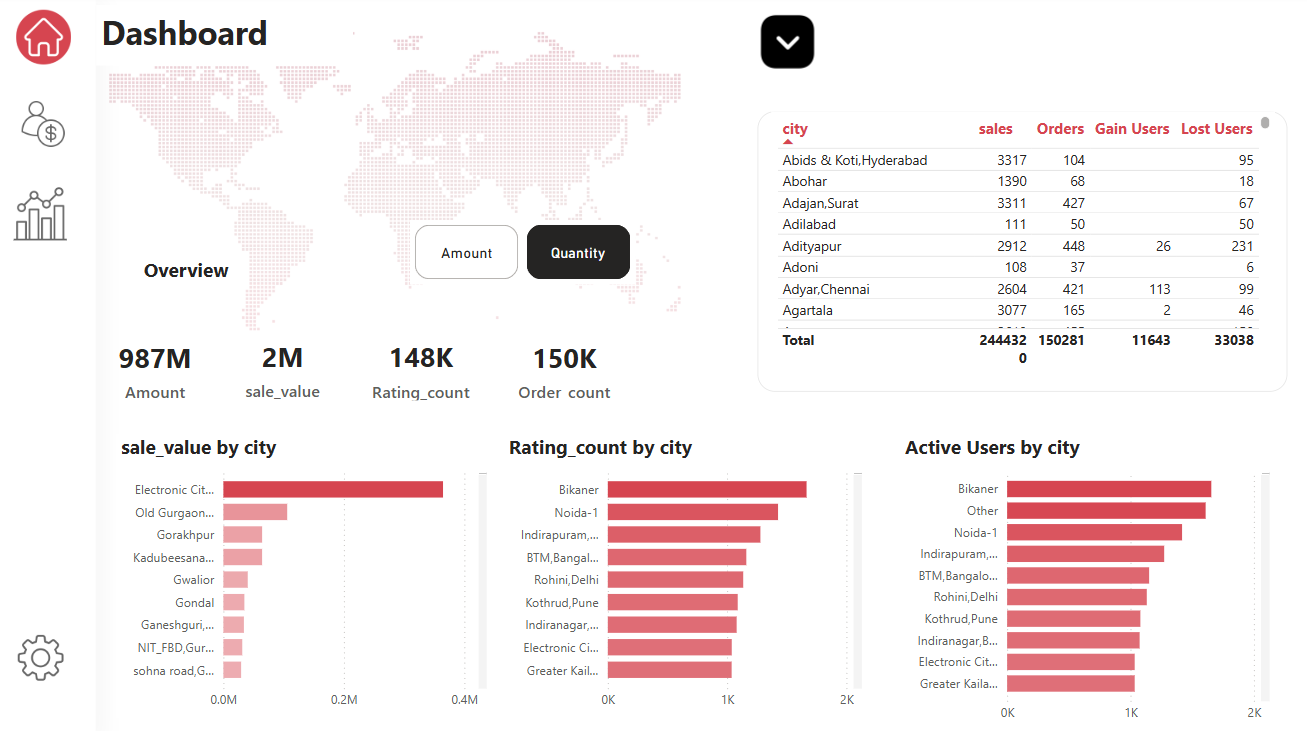 Dashboard
city sales Orders Gain Users Lost Users
Abids & Koti,Hyderabad 3317 104 95
Abohar 1390 68 18
Adajan,Surat 3311 427 67
Adilabad 111 50 50
Adityapur 2912 448 26 231
Adoni 108 37 6
Adyar,Chennai 2604 421 113 99
Agartala 3077 165 2 46
Total 244432 150281 11643 33038
0
Amount Quantity
Overview
987M 2M 148K 150K
Amount sale_value Rating_count Order count
sale_value by city
Electronic Cit...
Old Gurgaon...
Gorakhpur
Kadubeesana...
Gwalior
Gondal
Ganeshguri,...
NIT_FBD,Gur...
sohna road,G...
0.0M 0.2M 0.4M
Rating_count by city
Bikaner
Noida-1
Indirapuram,...
BTM,Bangal...
Rohini,Delhi
Kothrud,Pune
Indiranagar,...
Electronic Ci...
Greater Kail...
0K 1K 2K
Active Users by city
Bikaner
Other
Noida-1
Indirapuram,...
BTM,Bangalo...
Rohini,Delhi
Kothrud,Pune
Indiranagar,B...
Electronic Cit...
Greater Kaila...
0K 1K 2K